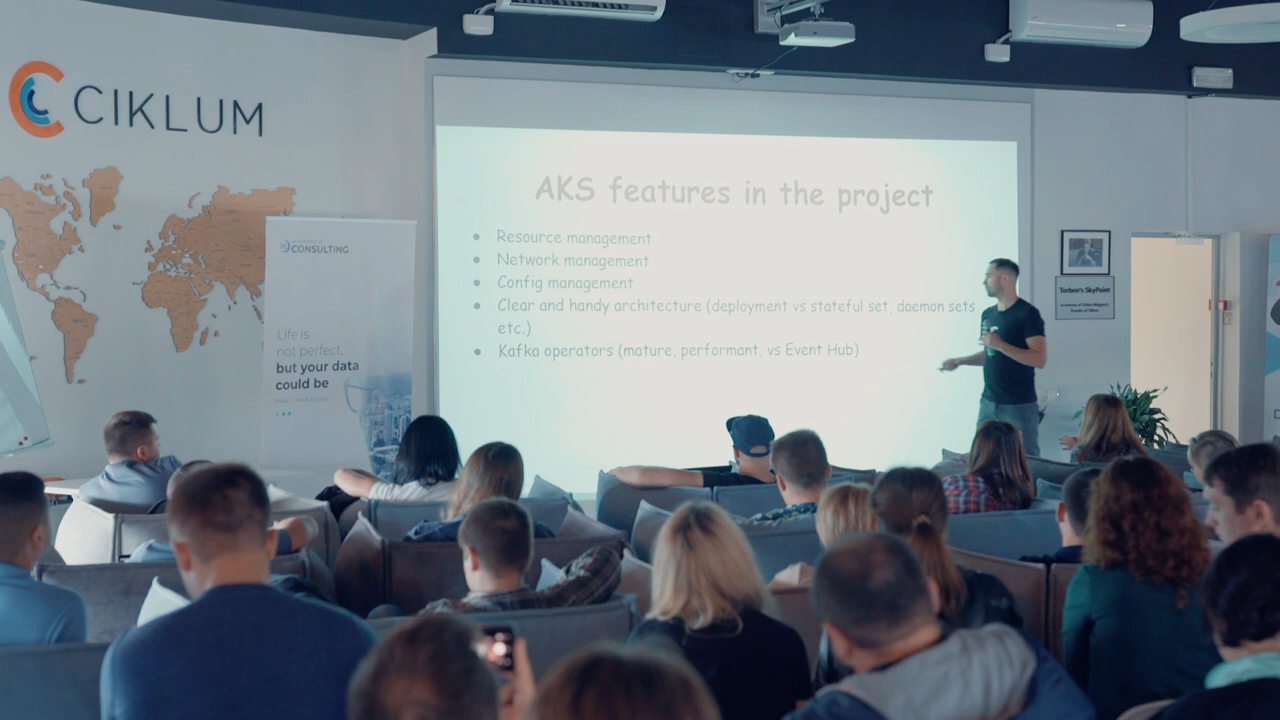 CIKLUM
CONSULTING
Life is
not perfect,
but your data
could be
AKS features in the project
• Resource management
• Network management
• Config management
• Clear and handy architecture (deployment vs stateful set, daemon sets
etc.)
• Kafka operators (mature, performant, vs Event Hub)
Torben's SkyPoint